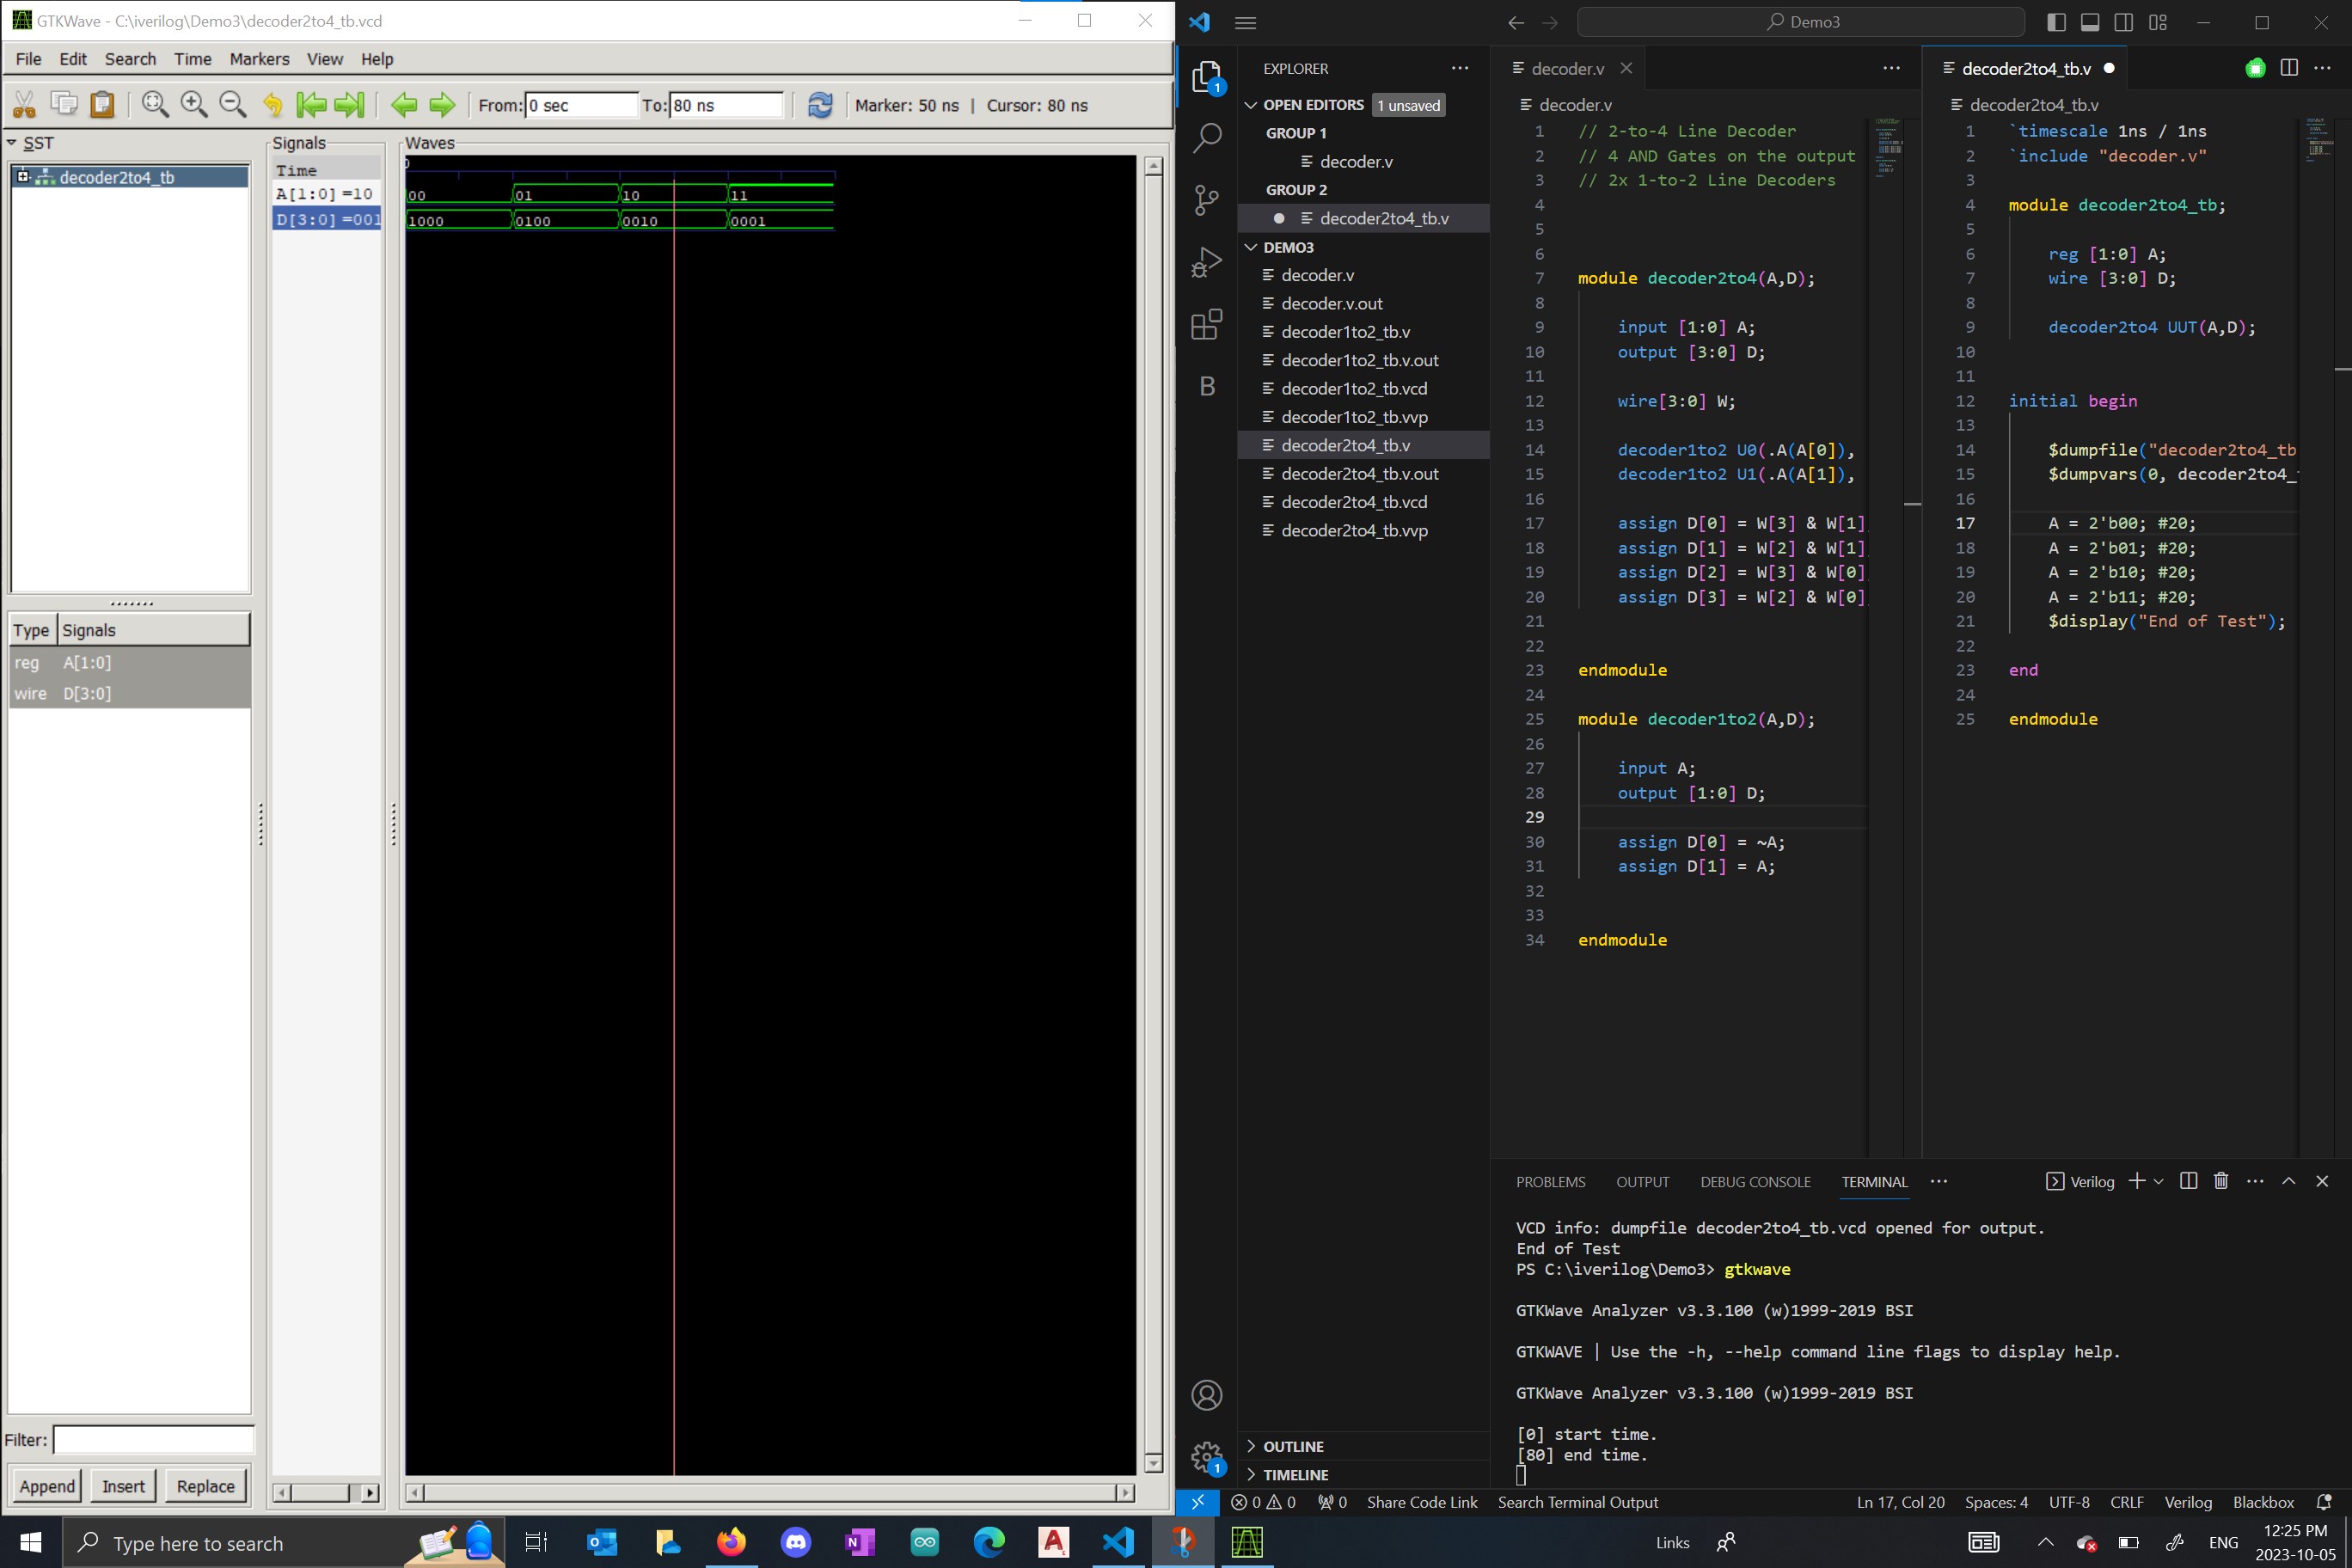 GTKWave - C:\iverilog\Demo3\decoder2to4_tb.vcd
File Edit Search Time Markers View Help
From: 0 sec To: 80 ns Marker: 50 ns | Cursor: 80 ns
SST
decoder2to4_tb
Type Signals
reg A[1:0]
wire D[3:0]
Filter:
Append Insert Replace
Signals
Time
A[1:0] =10
D[3:0] =001
Waves
0
00 01 10 11
1000 0100 0010 0001
Demo3
1
EXPLORER
OPEN EDITORS 1 unsaved
GROUP 1
decoder.v
GROUP 2
decoder2to4_tb.v
DEMO3
decoder.v
decoder.v.out
decoder1to2_tb.v
decoder1to2_tb.v.out
decoder1to2_tb.vcd
decoder1to2_tb.vvp
decoder2to4_tb.v
decoder2to4_tb.v.out
decoder2to4_tb.vcd
decoder2to4_tb.vvp
OUTLINE
TIMELINE
B
1
decoder.v
decoder.v
1 // 2-to-4 Line Decoder
2 // 4 AND Gates on the output
3 // 2x 1-to-2 Line Decoders
4
5
6
7 module decoder2to4(A,D);
8
9 input [1:0] A;
10 output [3:0] D;
11
12 wire[3:0] W;
13
14 decoder1to2 U0(.A(A[0]),
15 decoder1to2 U1(.A(A[1]),
16
17 assign D[0] = W[3] & W[1]
18 assign D[1] = W[2] & W[1]
19 assign D[2] = W[3] & W[0]
20 assign D[3] = W[2] & W[0]
21
22
23 endmodule
24
25 module decoder1to2(A,D);
26
27 input A;
28 output [1:0] D;
29
30 assign D[0] = ~A;
31 assign D[1] = A;
32
33
34 endmodule
decoder2to4_tb.v
decoder2to4_tb.v
1 `timescale 1ns / 1ns
2 `include "decoder.v"
3
4 module decoder2to4_tb;
5
6 reg [1:0] A;
7 wire [3:0] D;
8
9 decoder2to4 UUT(A,D);
10
11
12 initial begin
13
14 $dumpfile("decoder2to4_tb
15 $dumpvars(0, decoder2to4_
16
17 A = 2'b00; #20;
18 A = 2'b01; #20;
19 A = 2'b10; #20;
20 A = 2'b11; #20;
21 $display("End of Test");
22
23 end
24
25 endmodule
PROBLEMS OUTPUT DEBUG CONSOLE TERMINAL Verilog
VCD info: dumpfile decoder2to4_tb.vcd opened for output.
End of Test
PS C:\iverilog\Demo3> gtkwave
GTKWave Analyzer v3.3.100 (w)1999-2019 BSI
GTKWAVE | Use the -h, --help command line flags to display help.
GTKWave Analyzer v3.3.100 (w)1999-2019 BSI
[0] start time.
[80] end time.
0 0 0 Share Code Link Search Terminal Output Ln 17, Col 20 Spaces: 4 UTF-8 CRLF Verilog Blackbox
Type here to search Links ENG
12:25 PM
2023-10-05